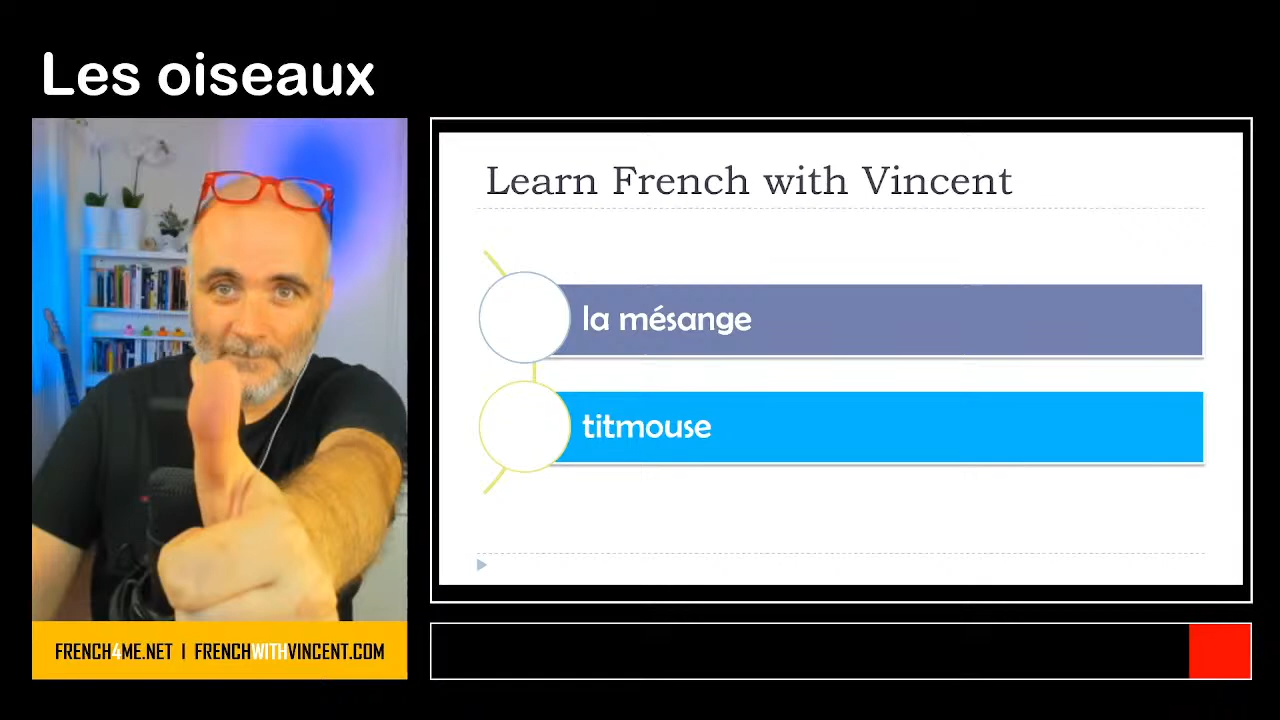 Les oiseaux
Learn French with Vincent
la mésange
titmouse
FRENCH4ME.NET I FRENCHWITHVINCENT.COM